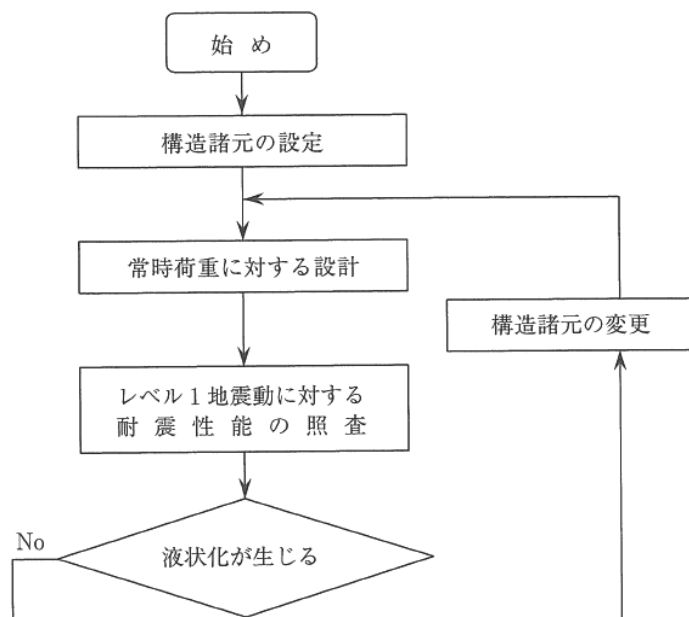 始め
構造諸元の設定
常時荷重に対する設計
構造諸元の変更
レベル1地震動に対する
耐震性能の照査
No
液状化が生じる